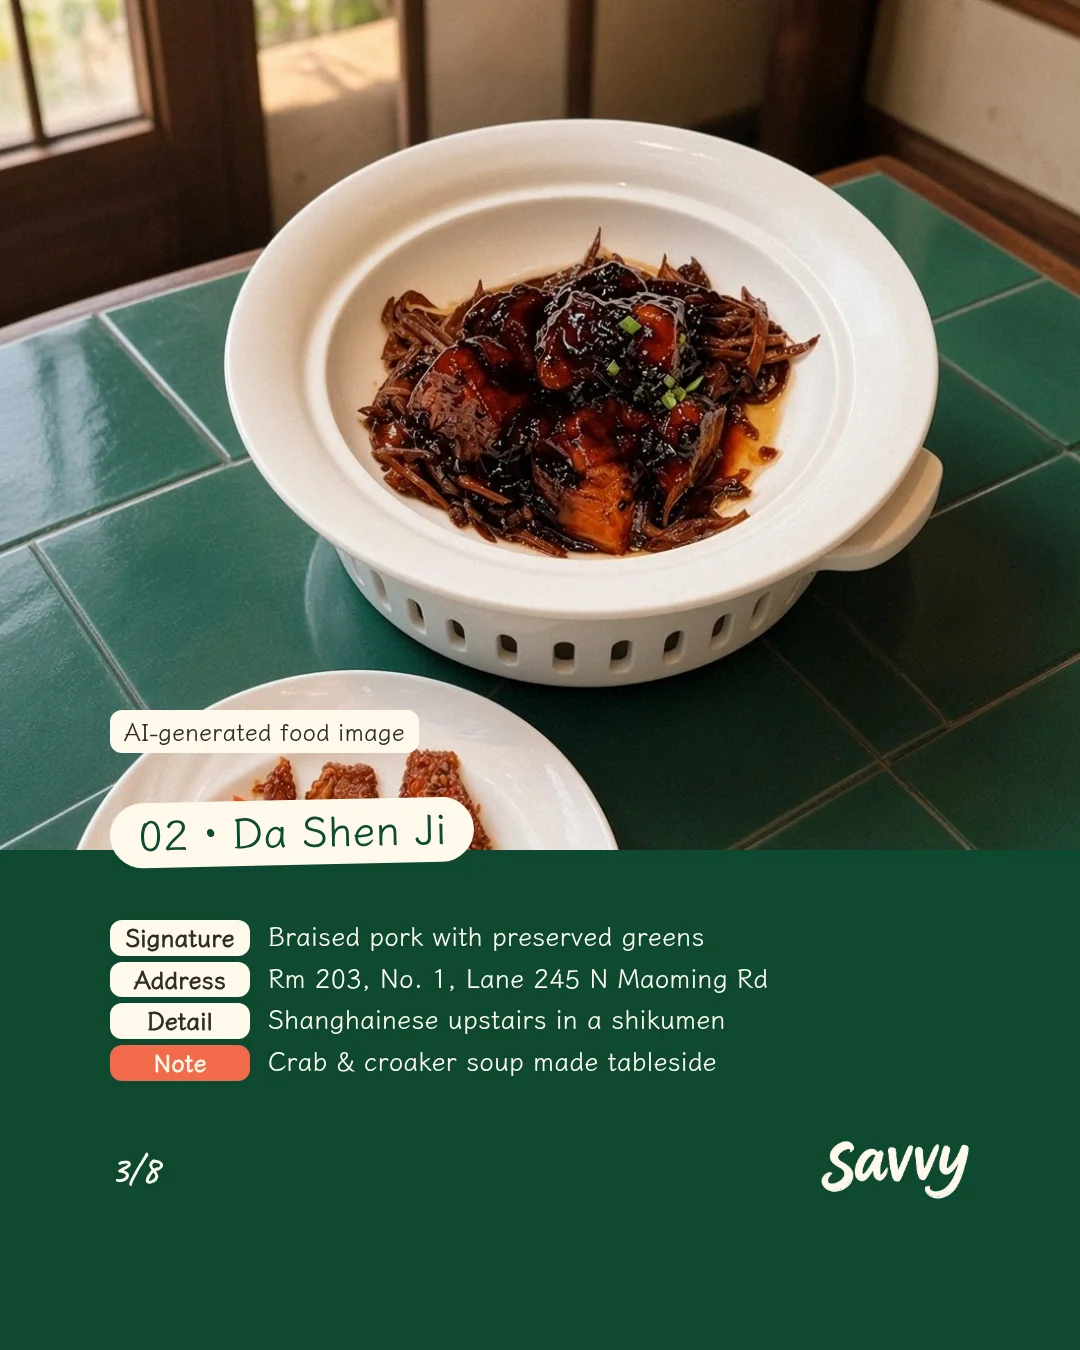 AI-generated food image
02 • Da Shen Ji
Signature Braised pork with preserved greens
Address Rm 203, No. 1, Lane 245 N Maoming Rd
Detail Shanghainese upstairs in a shikumen
Note Crab & croaker soup made tableside
3/8
Savvy